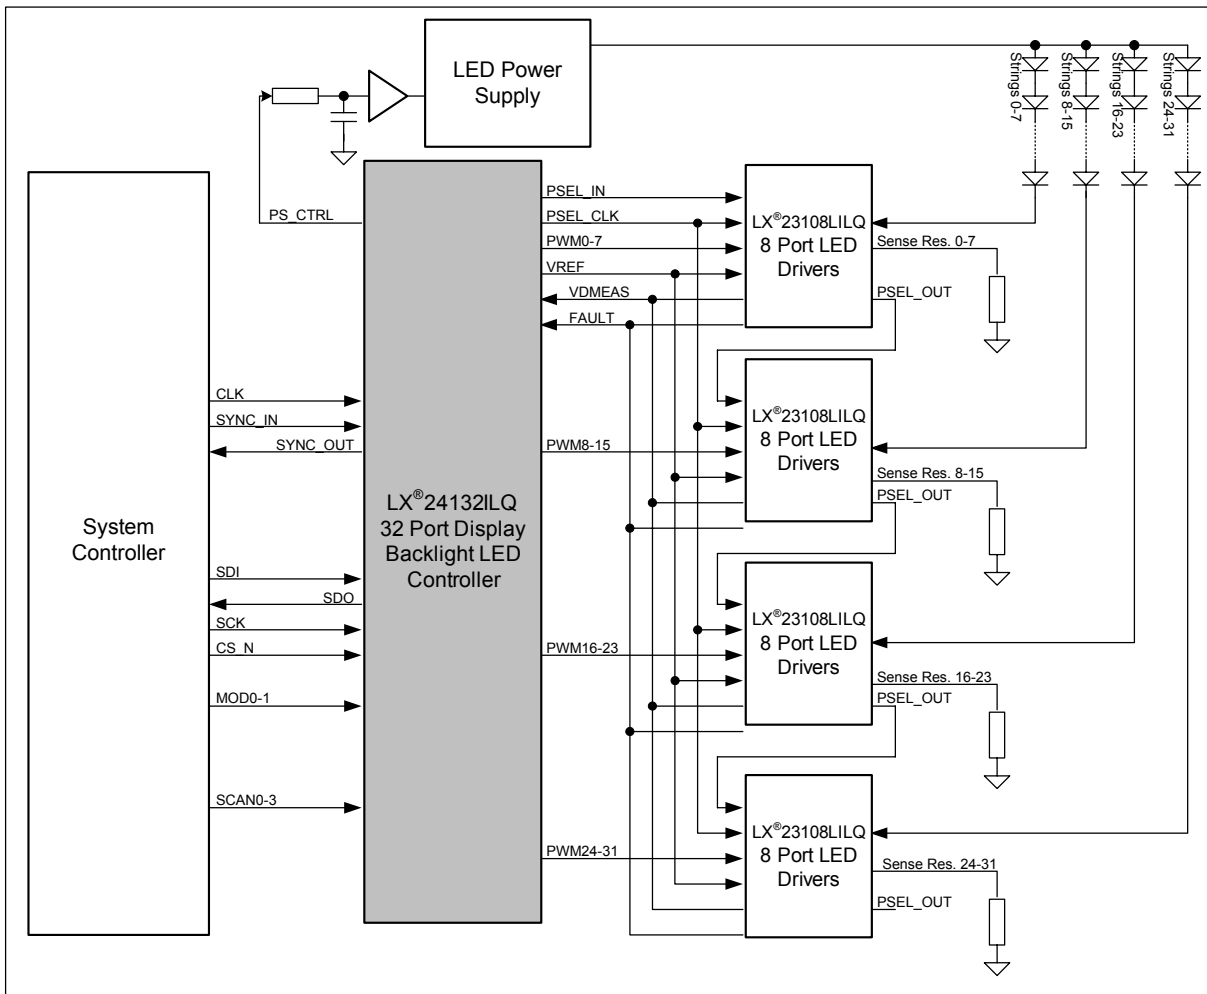 LED Power
Supply
Strings 0-7
Strings 8-15
Strings 16-23
Strings 24-31
PS_CTRL
System
Controller
CLK
SYNC_IN
SYNC_OUT
SDI
SDO
SCK
CS_N
MOD0-1
SCAN0-3
LX®24132ILQ
32 Port Display
Backlight LED
Controller
PSEL_IN
PSEL_CLK
PWM0-7
VREF
VDMEAS
FAULT
PWM8-15
PWM16-23
PWM24-31
LX®23108LILQ
8 Port LED
Drivers
Sense Res. 0-7
PSEL_OUT
LX®23108LILQ
8 Port LED
Drivers
Sense Res. 8-15
PSEL_OUT
LX®23108LILQ
8 Port LED
Drivers
Sense Res. 16-23
PSEL_OUT
LX®23108LILQ
8 Port LED
Drivers
Sense Res. 24-31
PSEL_OUT